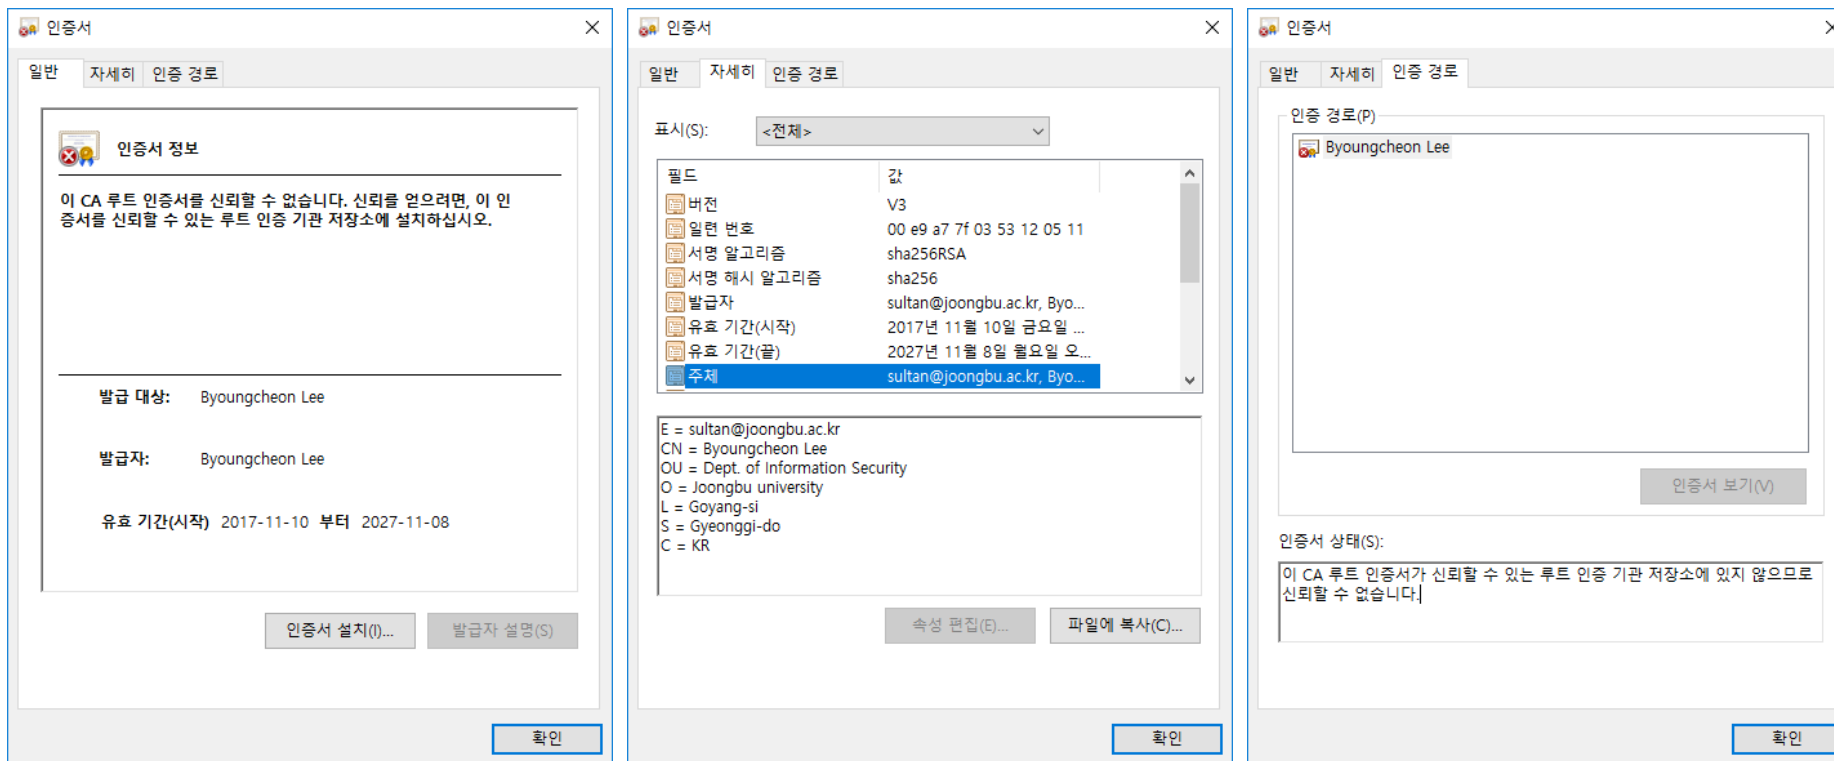 인증서
일반 자세히 인증 경로
인증서 정보
이 CA 루트 인증서를 신뢰할 수 없습니다. 신뢰를 얻으려면, 이 인
증서를 신뢰할 수 있는 루트 인증 기관 저장소에 설치하십시오.
발급 대상: Byoungcheon Lee
발급자: Byoungcheon Lee
유효 기간(시작) 2017-11-10 부터 2027-11-08
인증서 설치(I)... 발급자 설명(S)
확인
인증서
일반 자세히 인증 경로
표시(S): <전체>
필드 값
버전 V3
일련 번호 00 e9 a7 7f 03 53 12 05 11
서명 알고리즘 sha256RSA
서명 해시 알고리즘 sha256
발급자 sultan@joongbu.ac.kr, Byo...
유효 기간(시작) 2017년 11월 10일 금요일 ...
유효 기간(끝) 2027년 11월 8일 월요일 오...
주체 sultan@joongbu.ac.kr, Byo...
E = sultan@joongbu.ac.kr
CN = Byoungcheon Lee
OU = Dept. of Information Security
O = Joongbu university
L = Goyang-si
S = Gyeonggi-do
C = KR
속성 편집(E)... 파일에 복사(C)...
확인
인증서
일반 자세히 인증 경로
인증 경로(P)
Byoungcheon Lee
인증서 보기(V)
인증서 상태(S):
이 CA 루트 인증서가 신뢰할 수 있는 루트 인증 기관 저장소에 있지 않으므로
신뢰할 수 없습니다.
확인